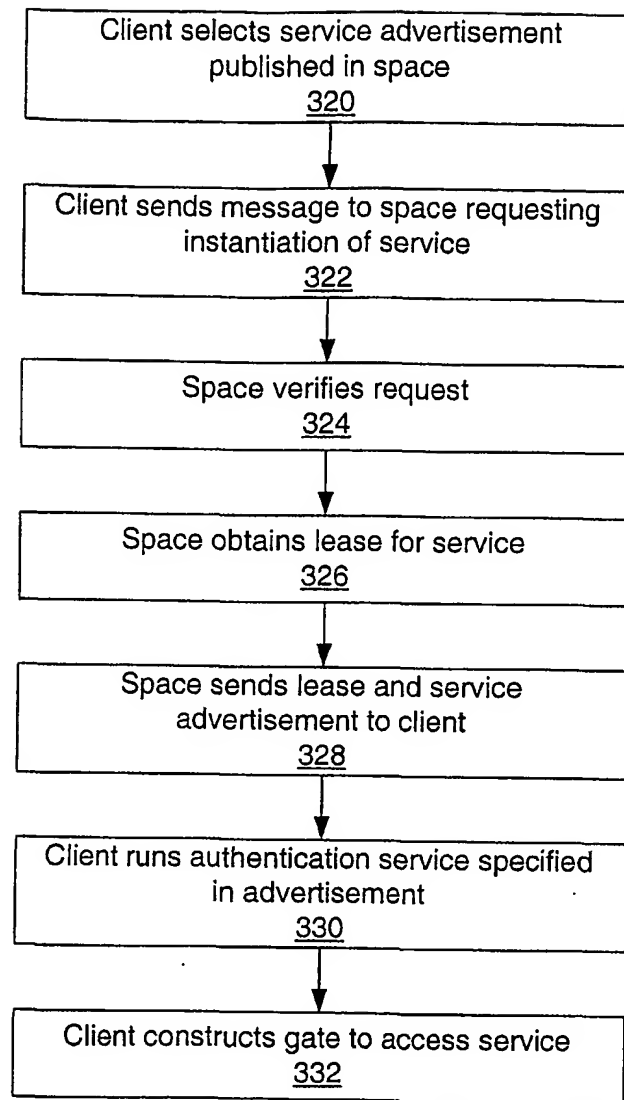 Client selects service advertisement
published in space
320
Client sends message to space requesting
instantiation of service
322
Space verifies request
324
Space obtains lease for service
326
Space sends lease and service
advertisement to client
328
Client runs authentication service specified
in advertisement
330
Client constructs gate to access service
332